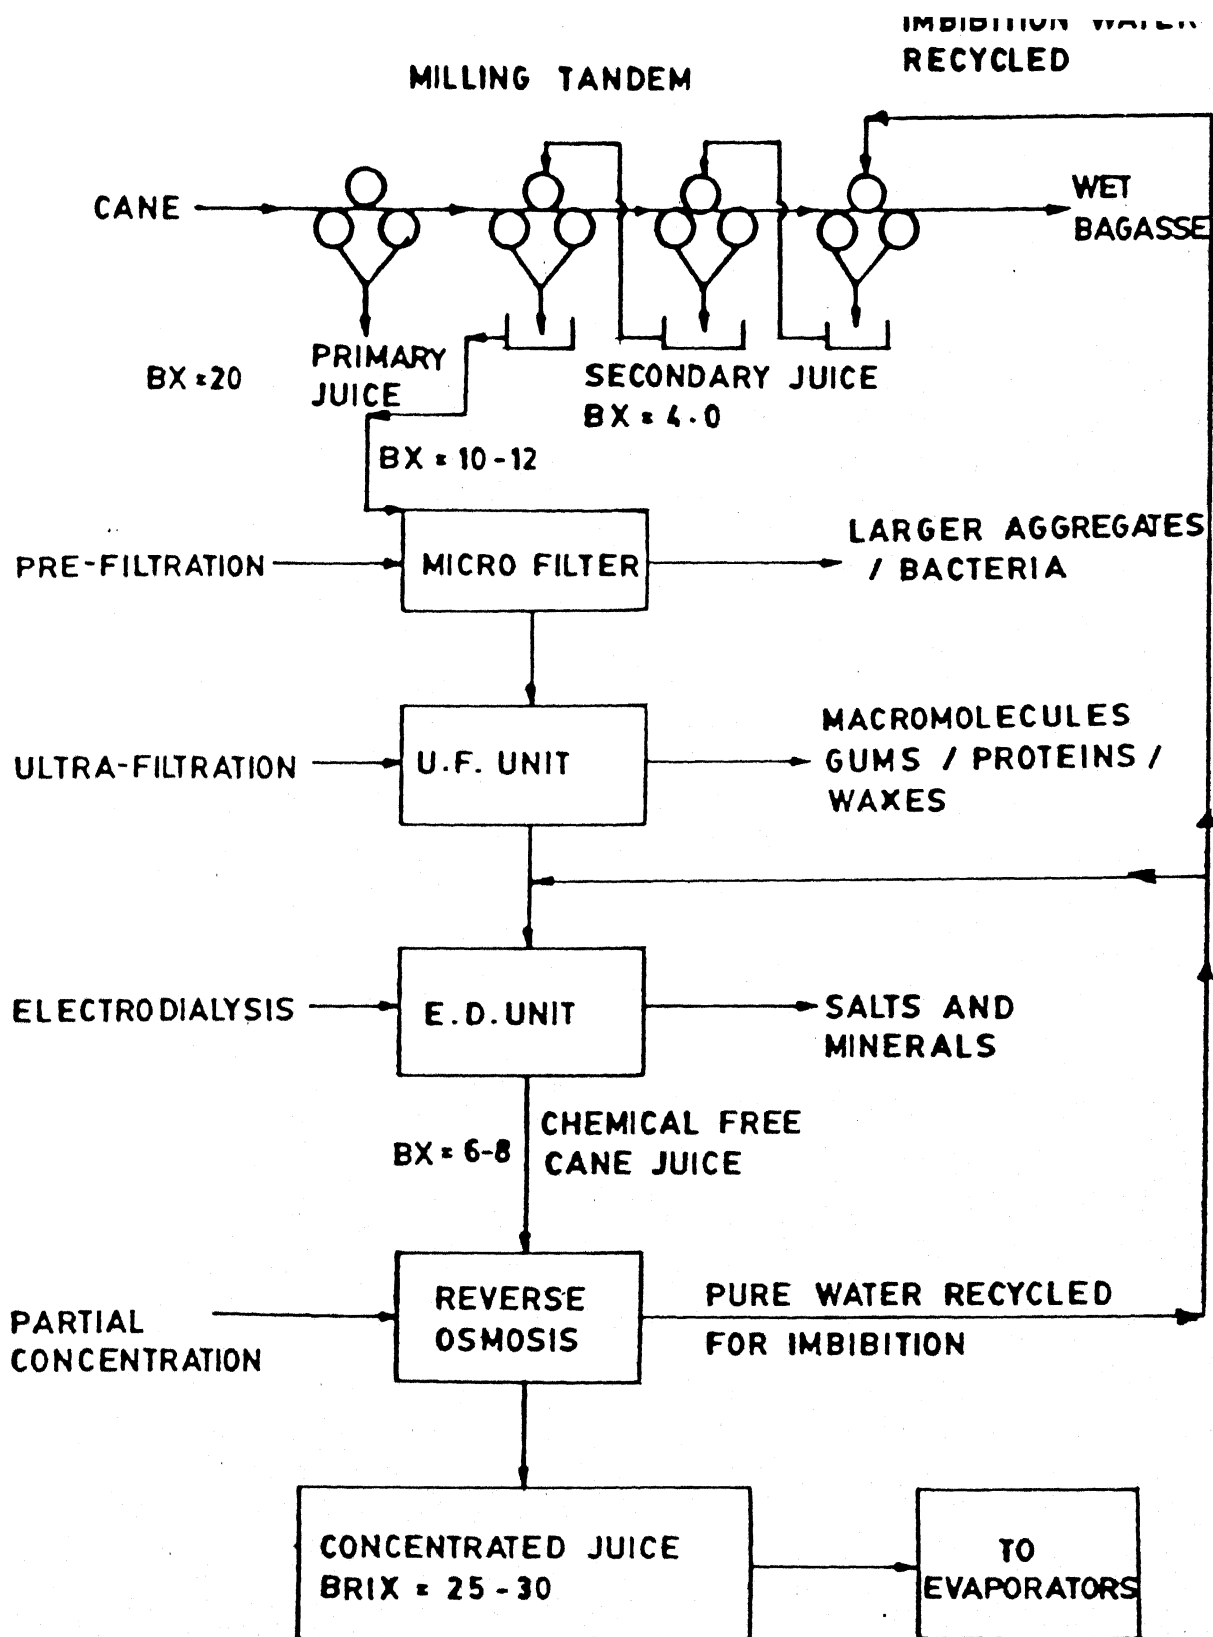 IMBIBITION WATER
RECYCLED
MILLING TANDEM
CANE
WET
BAGASSE
PRIMARY
JUICE
BX = 20
SECONDARY JUICE
BX = 4.0
BX = 10-12
PRE-FILTRATION
MICRO FILTER
LARGER AGGREGATES
/ BACTERIA
ULTRA-FILTRATION
U.F. UNIT
MACROMOLECULES
GUMS / PROTEINS /
WAXES
ELECTRODIALYSIS
E.D. UNIT
SALTS AND
MINERALS
BX = 6-8
CHEMICAL FREE
CANE JUICE
PARTIAL
CONCENTRATION
REVERSE
OSMOSIS
PURE WATER RECYCLED
FOR IMBIBITION
CONCENTRATED JUICE
BRIX = 25-30
TO
EVAPORATORS